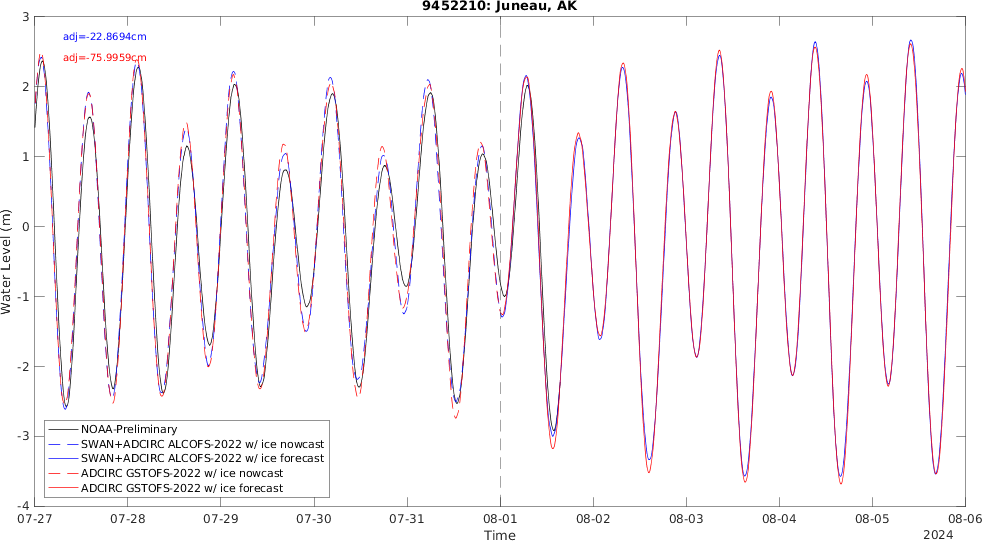 9452210: Juneau, AK
adj=-22.8694cm
adj=-75.9959cm
3
2
1
0
-1
-2
-3
-4
Water Level (m)
NOAA-Preliminary
SWAN+ADCIRC ALCOFS-2022 w/ ice nowcast
SWAN+ADCIRC ALCOFS-2022 w/ ice forecast
ADCIRC GSTOFS-2022 w/ ice nowcast
ADCIRC GSTOFS-2022 w/ ice forecast
07-27 07-28 07-29 07-30 07-31 08-01 08-02 08-03 08-04 08-05 08-06
Time
2024